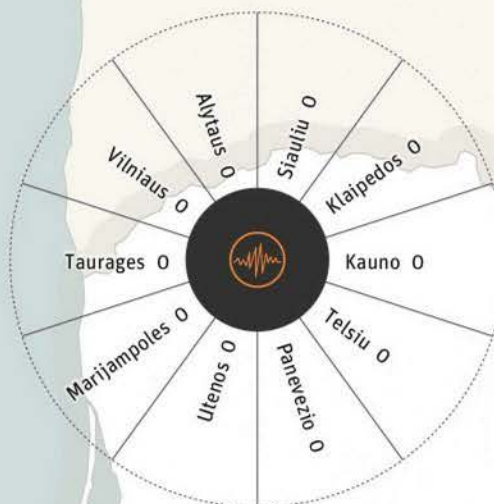 Alytaus 0
Siauliu 0
Vilniaus 0
Klaipedos 0
Taurages 0
Kauno 0
Marijampoles 0
Telsiu 0
Utenos 0
Panevezio 0